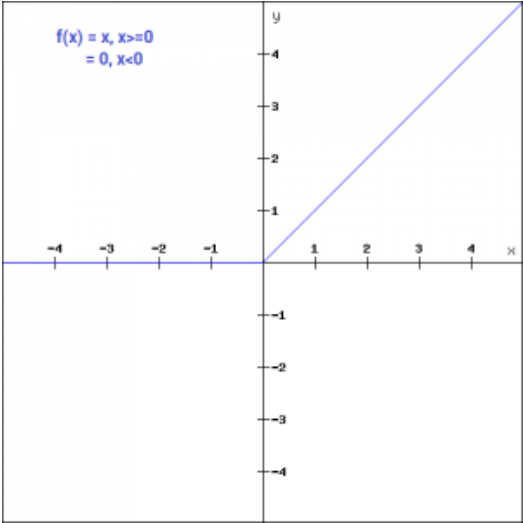 f(x) = x, x>=0
= 0, x<0
y
4
3
2
1
-4 -3 -2 -1 1 2 3 4 x
-1
-2
-3
-4